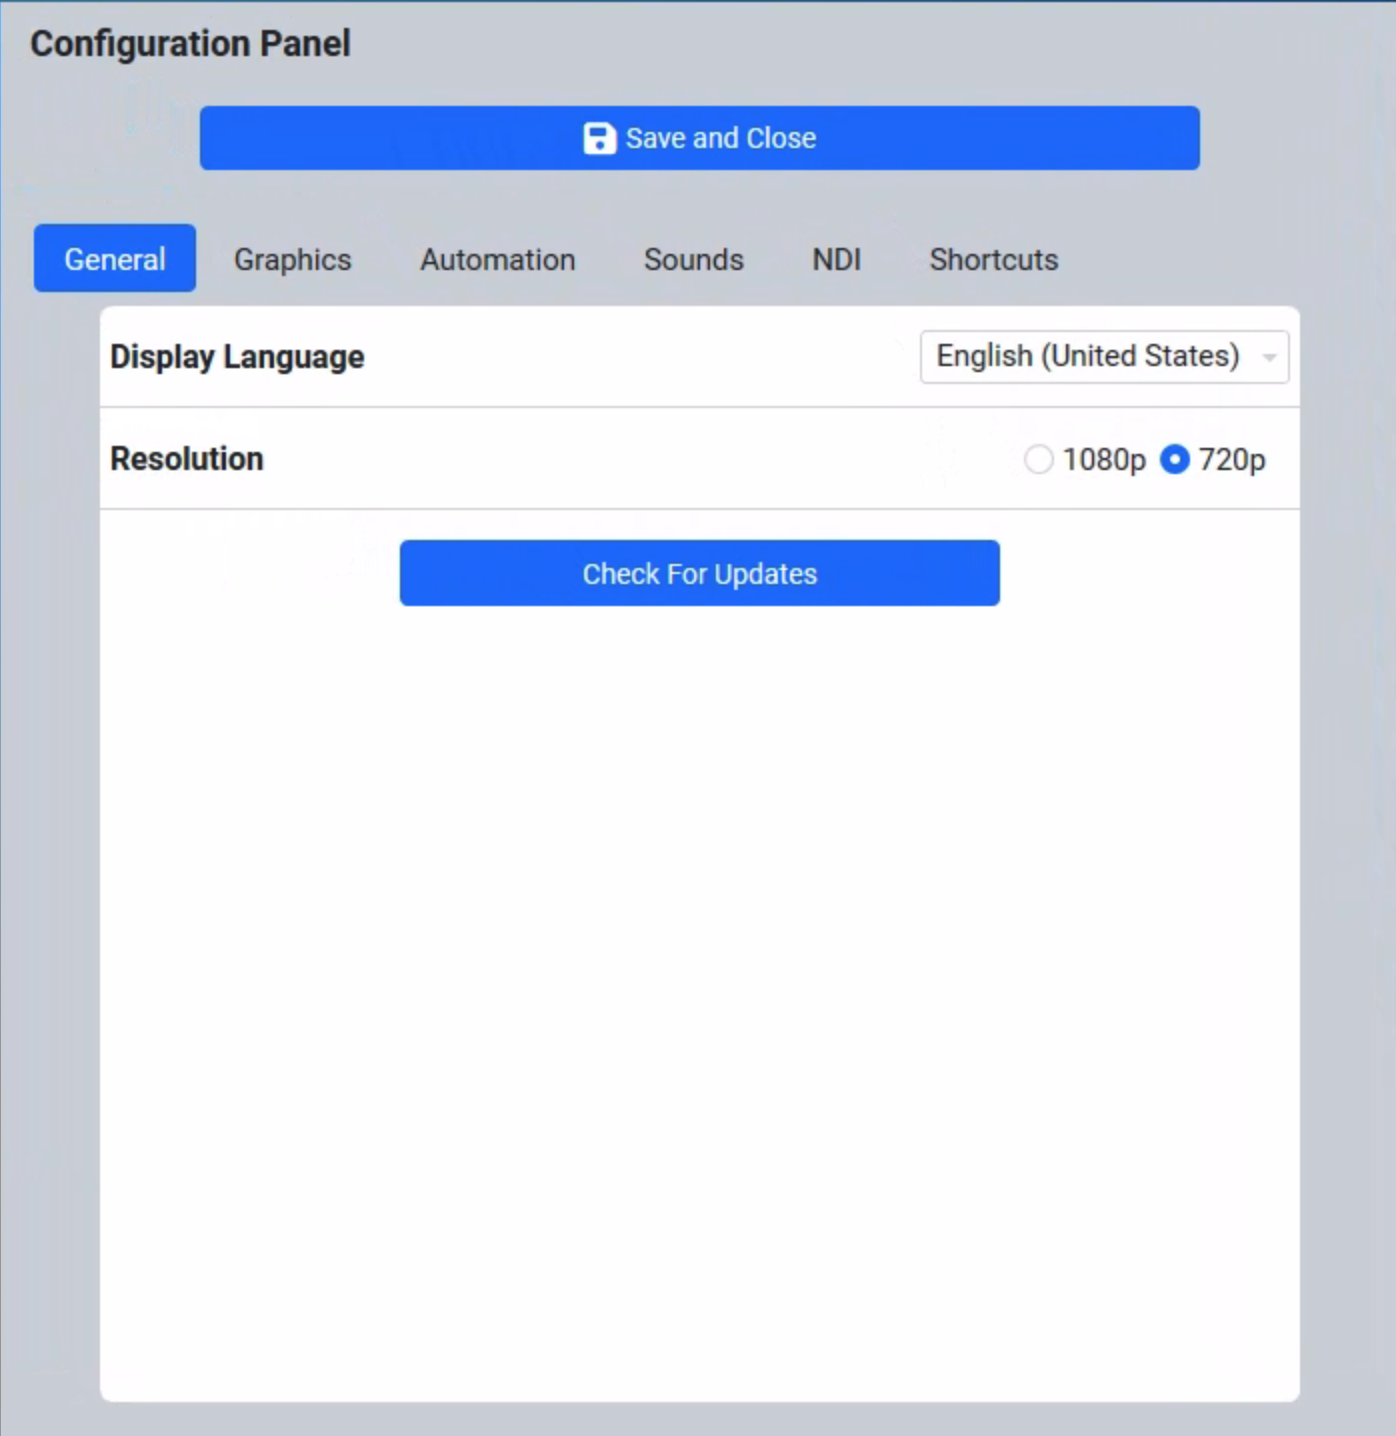 Configuration Panel
Save and Close
General Graphics Automation Sounds NDI Shortcuts
Display Language English (United States)
Resolution 1080p 720p
Check For Updates